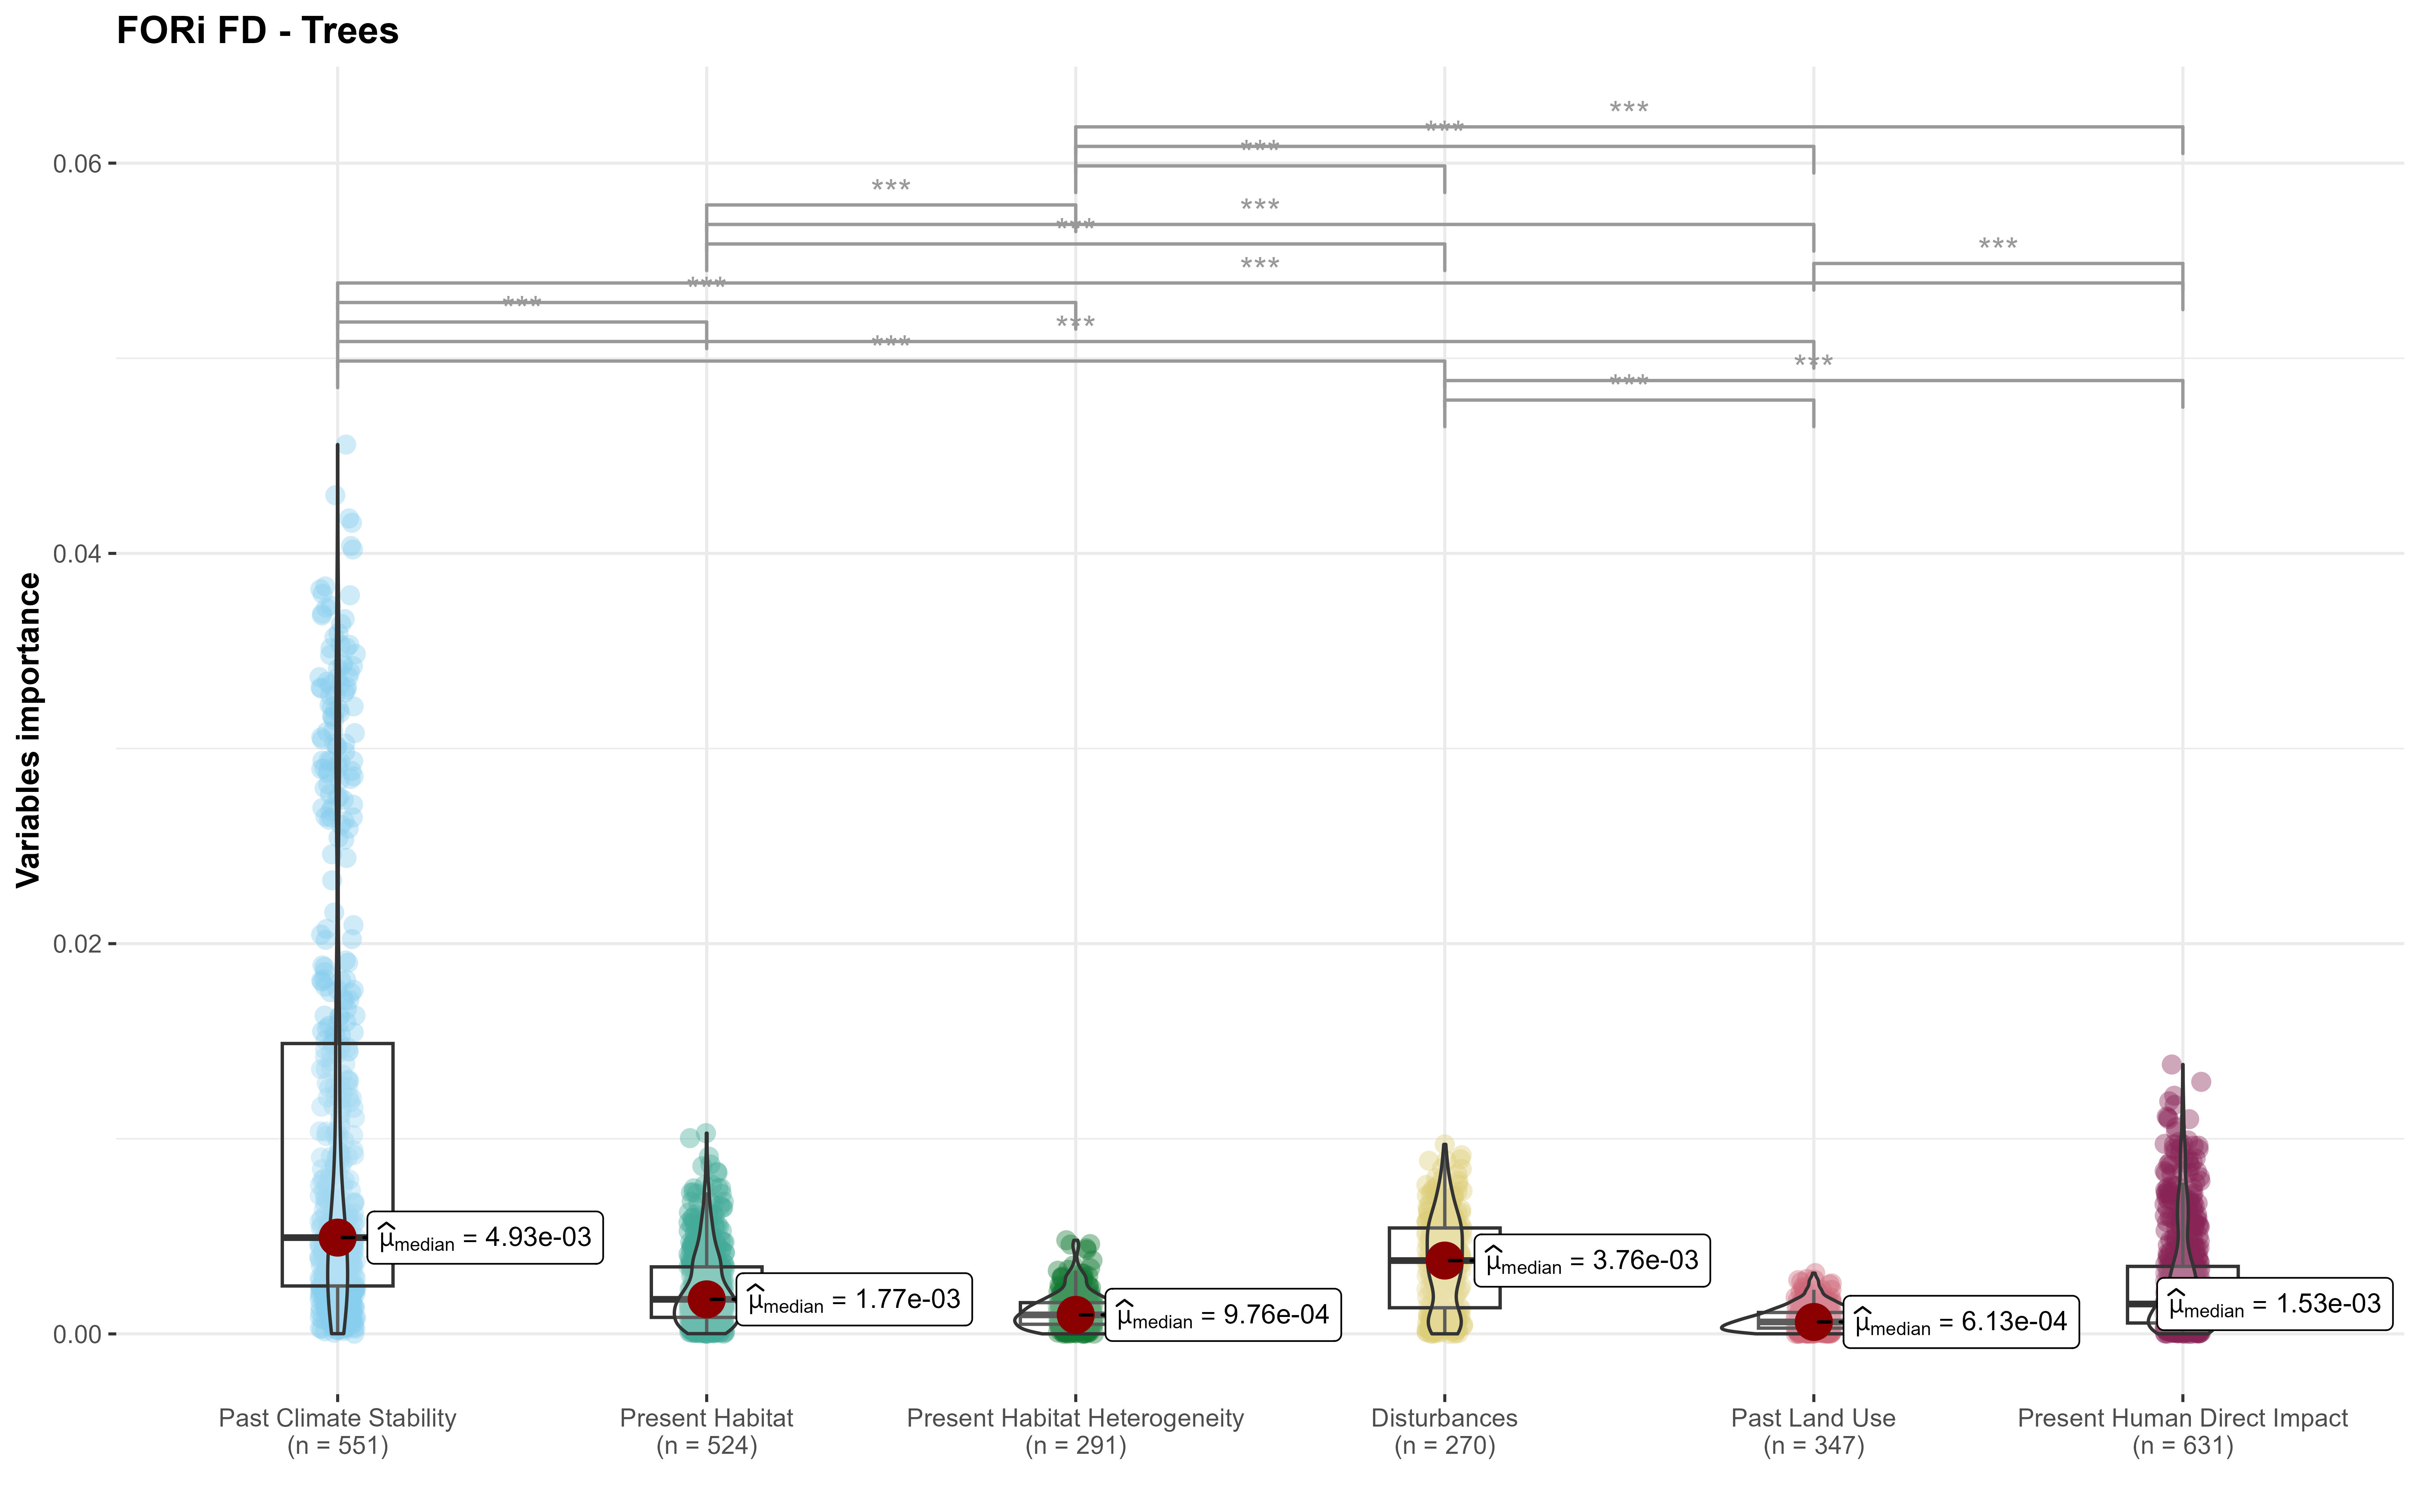 FORi FD - Trees
***
***
***
***
***
***
***
***
***
***
***
***
***
***
0.06
0.04
0.02
0.00
Variables importance
μ̂median = 4.93e-03
μ̂median = 1.77e-03
μ̂median = 9.76e-04
μ̂median = 3.76e-03
μ̂median = 6.13e-04
μ̂median = 1.53e-03
Past Climate Stability
(n = 551)
Present Habitat
(n = 524)
Present Habitat Heterogeneity
(n = 291)
Disturbances
(n = 270)
Past Land Use
(n = 347)
Present Human Direct Impact
(n = 631)